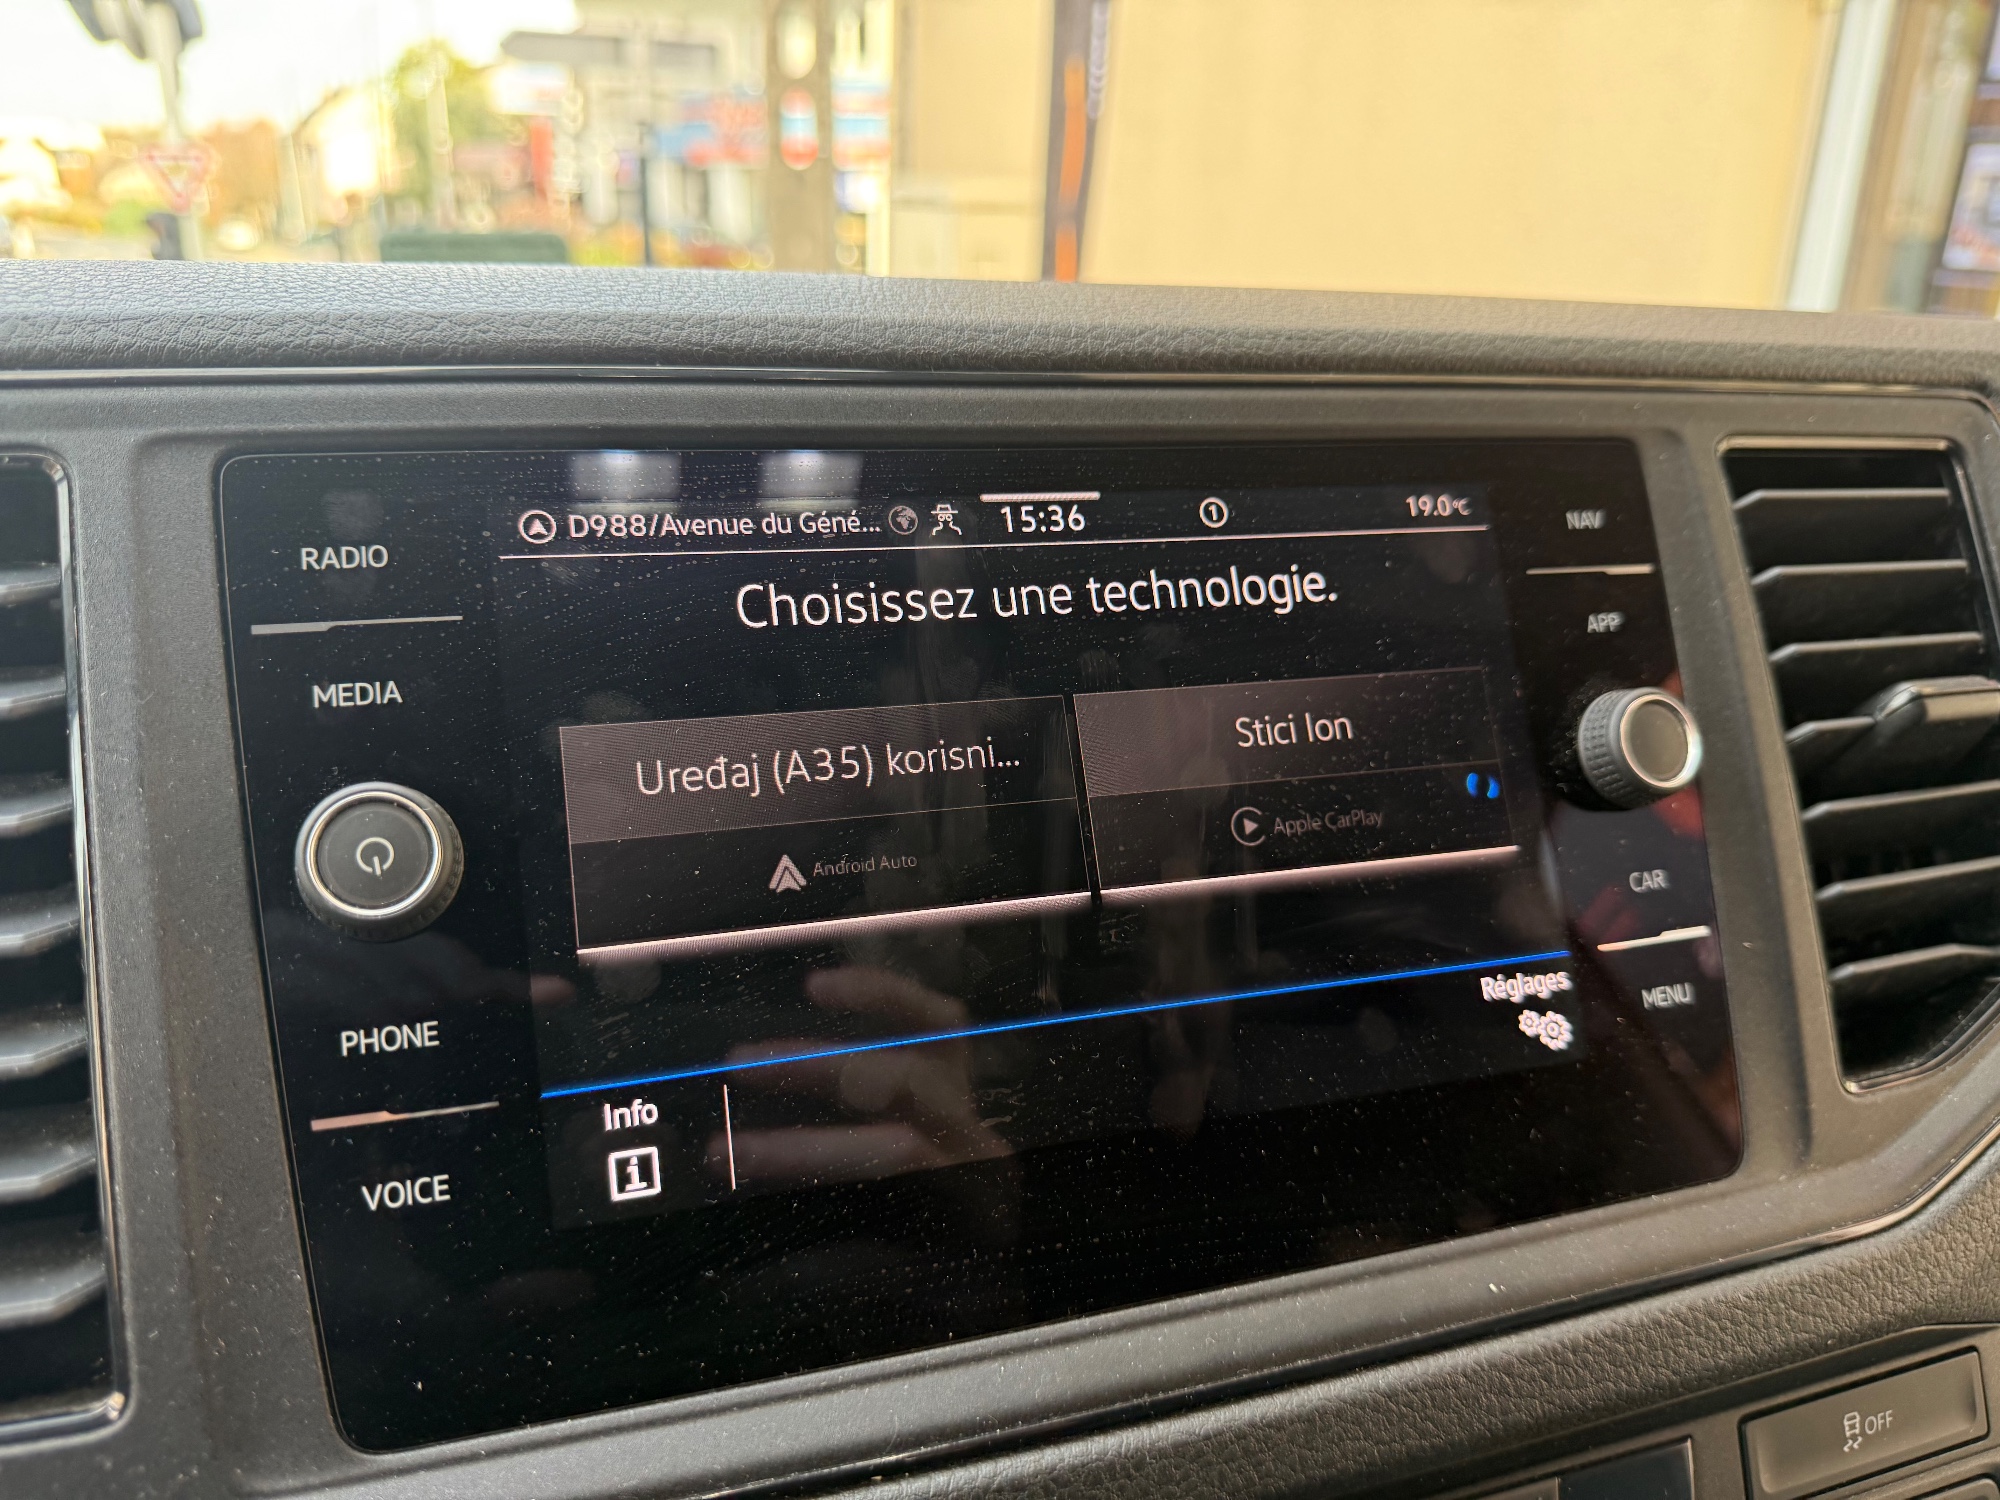 D988/Avenue du Géné...
15:36
1
19.0°C
RADIO
MEDIA
PHONE
VOICE
Choisissez une technologie.
Uređaj (A35) korisni...
Android Auto
Stici Ion
Apple CarPlay
Réglages
Info
NAV
APP
CAR
MENU
OFF